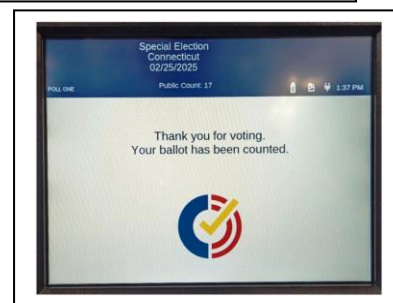 Special Election
Connecticut
02/25/2025
POLL ONE
Public Count: 17
1:37 PM
Thank you for voting.
Your ballot has been counted.